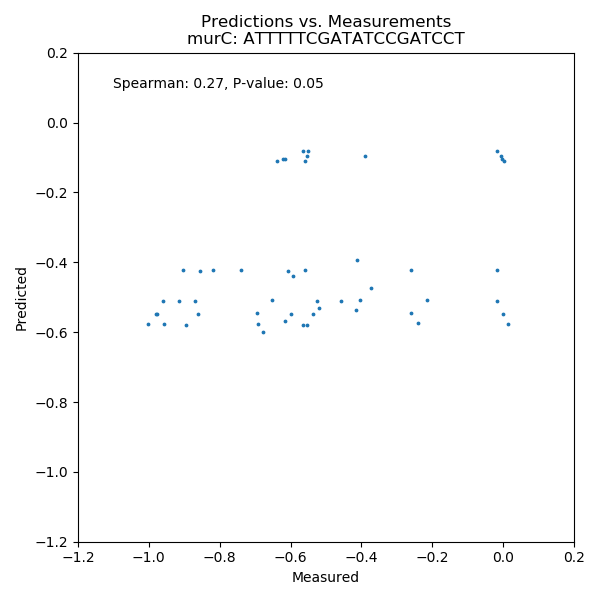 Predictions vs. Measurements
murC: ATTTTTCGATATCCGATCCT
Spearman: 0.27, P-value: 0.05
0.2
0.0
−0.2
−0.4
−0.6
−0.8
−1.0
−1.2
Predicted
−1.2 −1.0 −0.8 −0.6 −0.4 −0.2 0.0 0.2
Measured